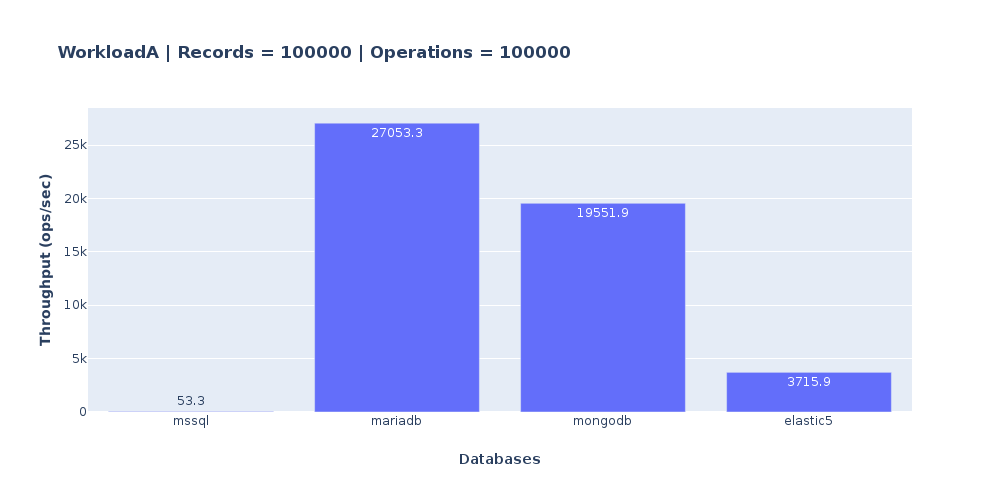 WorkloadA | Records = 100000 | Operations = 100000
Throughput (ops/sec)
25k
20k
15k
10k
5k
0
53.3
27053.3
19551.9
3715.9
mssql
mariadb
mongodb
elastic5
Databases